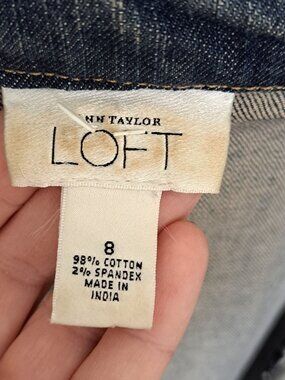 NN TAYLOR
LOFT
8
98% COTTON
2% SPANDEX
MADE IN
INDIA